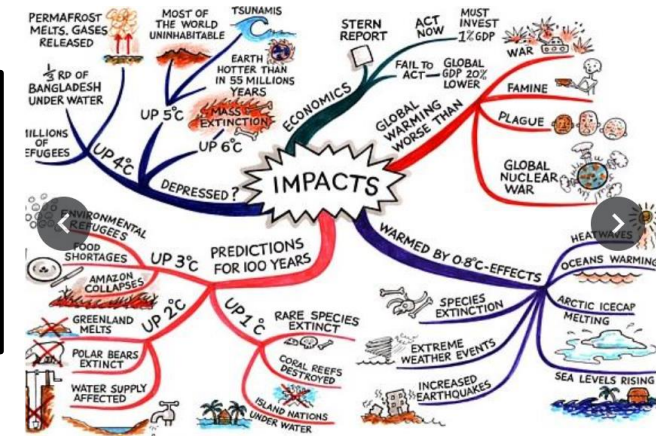 PERMAFROST
MELTS. GASES
RELEASED
MOST OF
THE WORLD
UNINHABITABLE
TSUNAMIS
EARTH
HOTTER THAN
IN 55 MILLIONS
YEARS
1/3 RD OF
BANGLADESH
UNDER WATER
UP 5°C
MASS
EXTINCTION
UP 6°C
ILLIONS
OF
EFUGEES
UP 4°C
DEPRESSED?
STERN
REPORT
ACT
NOW
MUST
INVEST
1% GDP
FAIL TO
ACT
GLOBAL
GDP 20%
LOWER
ECONOMICS
GLOBAL
WARMING
WORSE THAN
WAR
FAMINE
PLAGUE
GLOBAL
NUCLEAR
WAR
IMPACTS
ENVIRONMENTAL
REFUGEES
FOOD
SHORTAGES
AMAZON
COLLAPSES
UP 3°C
PREDICTIONS
FOR 100 YEARS
GREENLAND
MELTS
POLAR BEARS
EXTINCT
WATER SUPPLY
AFFECTED
UP 2°C
UP 1°C
RARE SPECIES
EXTINCT
CORAL REEFS
DESTROYED
ISLAND NATIONS
UNDER WATER
WARMED BY 0·8°C-EFFECTS
HEATWAVES
OCEANS WARMING
ARCTIC ICECAP
MELTING
SEA LEVELS RISING
SPECIES
EXTINCTION
EXTREME
WEATHER EVENTS
INCREASED
EARTHQUAKES